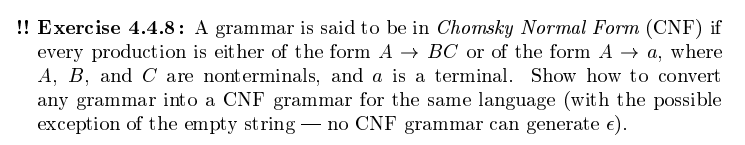 !! Exercise 4.4.8: A grammar is said to be in Chomsky Normal Form (CNF) if
every production is either of the form A → BC or of the form A → a, where
A, B, and C are nonterminals, and a is a terminal. Show how to convert
any grammar into a CNF grammar for the same language (with the possible
exception of the empty string — no CNF grammar can generate ϵ).